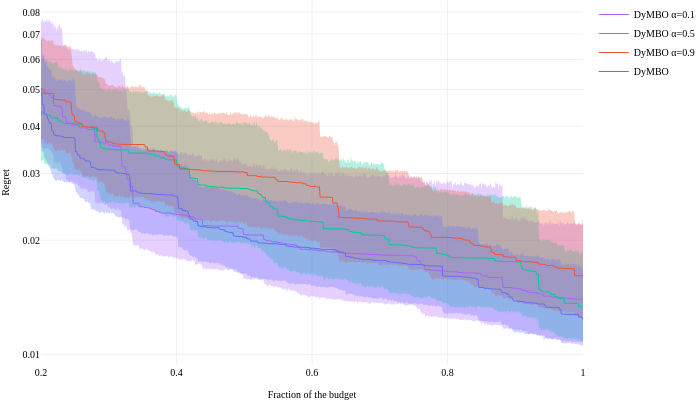 0.08
0.07
0.06
0.05
0.04
0.03
0.02
0.01
Regret
0.2
0.4
0.6
0.8
1
Fraction of the budget
DyMBO α=0.1
DyMBO α=0.5
DyMBO α=0.9
DyMBO